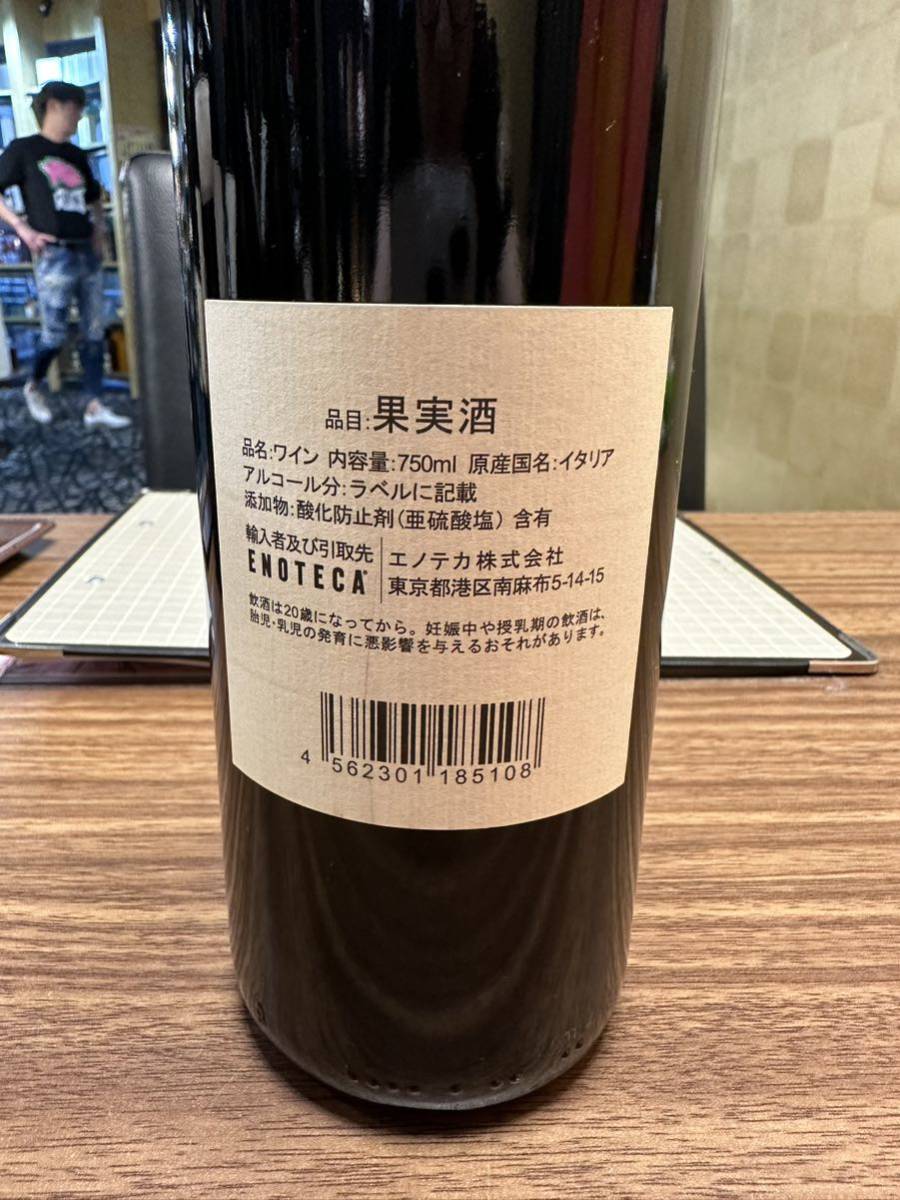 品目:果実酒
品名:ワイン 内容量:750ml 原産国名:イタリア
アルコール分:ラベルに記載
添加物:酸化防止剤(亜硫酸塩)含有
輸入者及び引取先
ENOTECA
エノテカ株式会社
東京都港区南麻布5-14-15
飲酒は20歳になってから。妊娠中や授乳期の飲酒は、
胎児・乳児の発育に悪影響を与えるおそれがあります。
4 562301 185108